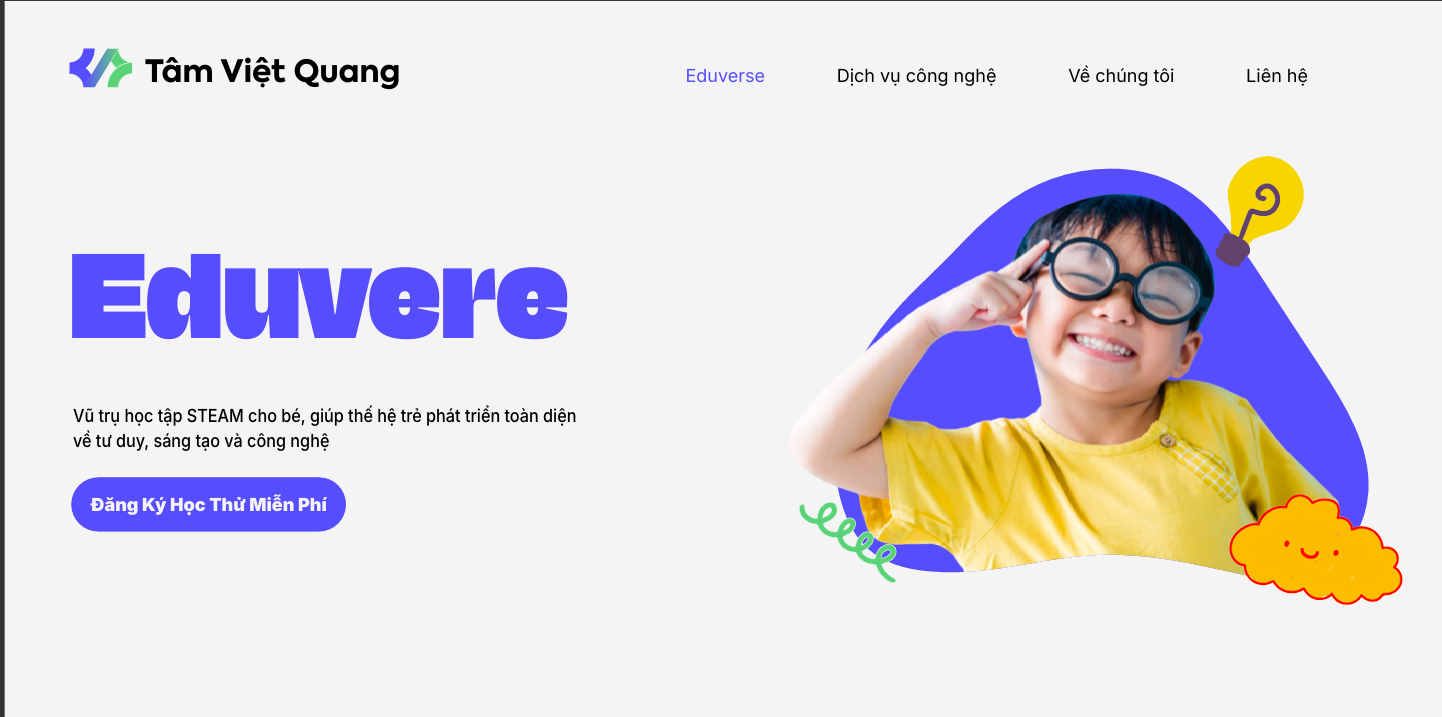 Tâm Việt Quang
Eduverse
Dịch vụ công nghệ
Về chúng tôi
Liên hệ
Eduvere
Vũ trụ học tập STEAM cho bé, giúp thế hệ trẻ phát triển toàn diện
về tư duy, sáng tạo và công nghệ
Đăng Ký Học Thử Miễn Phí